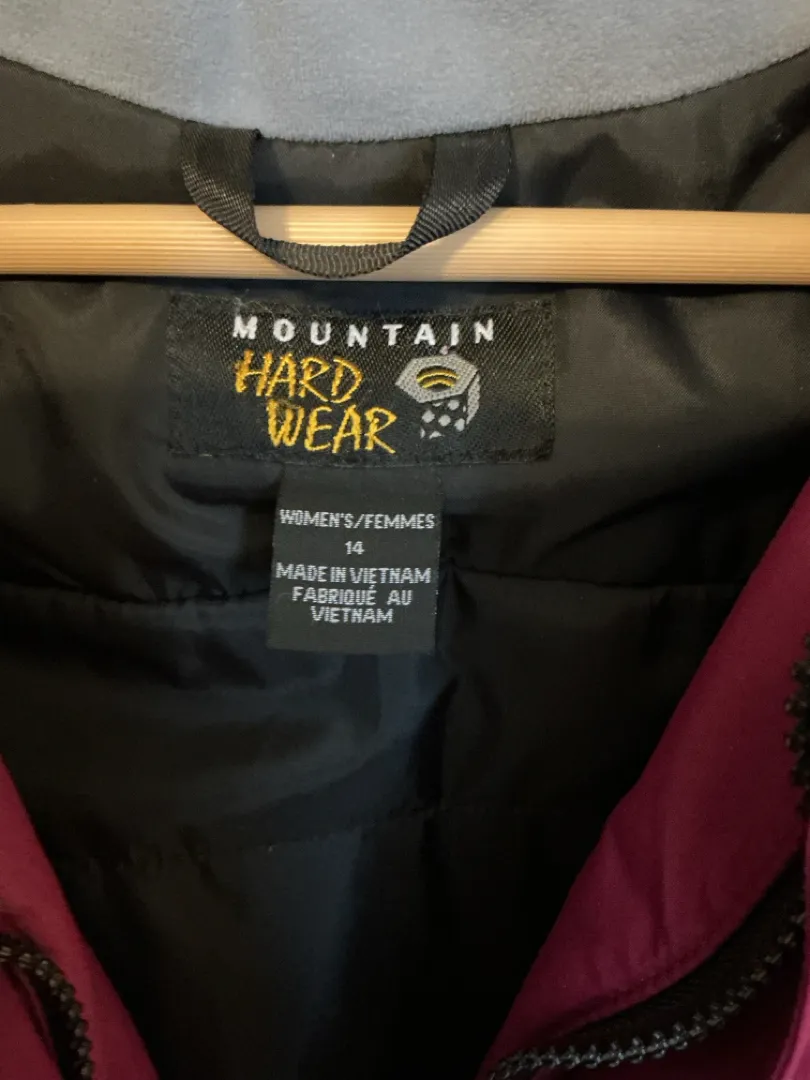 MOUNTAIN
HARD
WEAR
WOMEN'S/FEMMES
14
MADE IN VIETNAM
FABRIQUÉ AU
VIETNAM